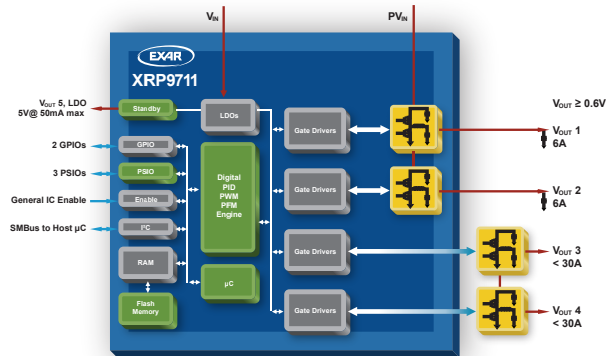 VIN
PVIN
EXAR
XRP9711
VOUT 5, LDO
5V@ 50mA max
Standby
LDOs
Gate Drivers
VOUT ≥ 0.6V
VOUT 1
6A
2 GPIOs
GPIO
3 PSIOs
PSIO
General IC Enable
Enable
SMBus to Host µC
I²C
Digital
PID
PWM
PFM
Engine
Gate Drivers
VOUT 2
6A
RAM
µC
Flash
Memory
Gate Drivers
VOUT 3
< 30A
Gate Drivers
VOUT 4
< 30A